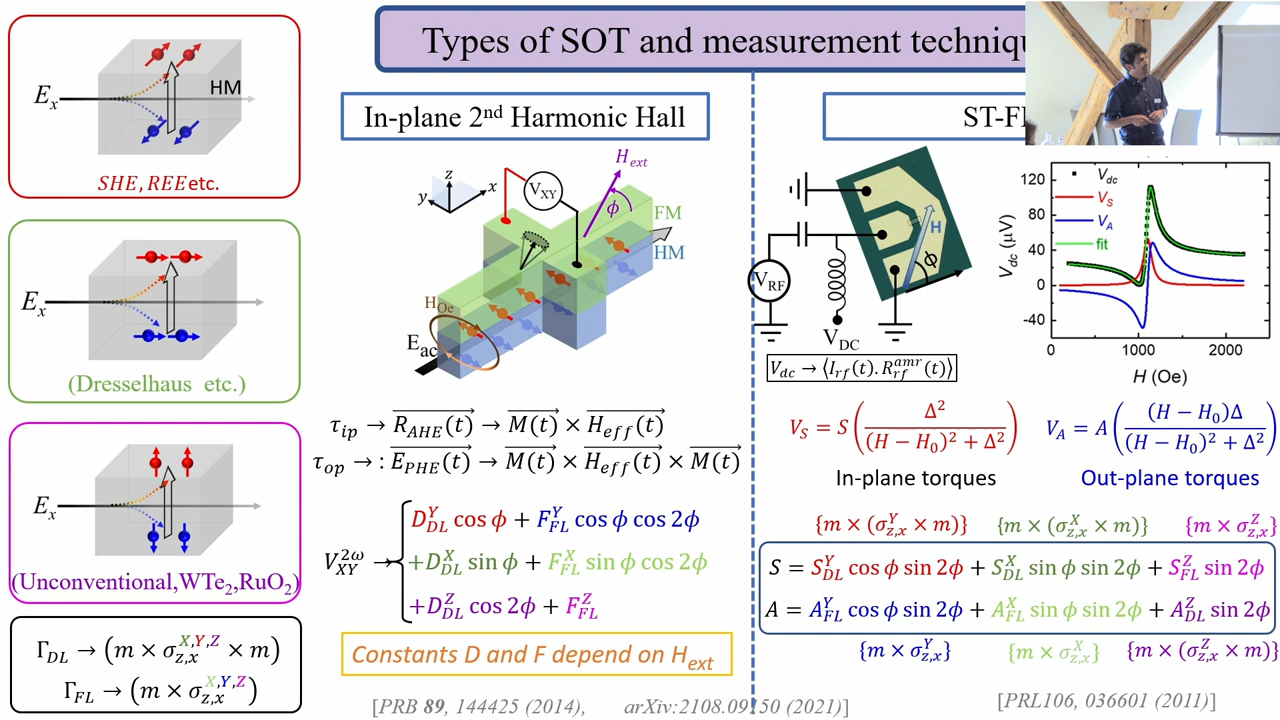 Types of SOT and measurement
E_x
HM
SHE, REE etc.
E_x
(Dresselhaus etc.)
E_x
(Unconventional,WTe₂,RuO₂)
Γ_DL → (m × σ_{z,x}^{X,Y,Z} × m)
Γ_FL → (m × σ_{z,x}^{X,Y,Z})
In-plane 2nd Harmonic Hall
z
x
y
V_XY
H_ext
ϕ
FM
HM
H_Oe
E_ac
τ_ip → R_AHE(t) → M(t) × H_eff(t)
τ_op →: E_PHE(t) → M(t) × H_eff(t) × M(t)
V_XY^{2ω} → { D_DL^Y cos ϕ + F_FL^Y cos ϕ cos 2ϕ
+D_DL^X sin ϕ + F_FL^X sin ϕ cos 2ϕ
+D_DL^Z cos 2ϕ + F_FL^Z
Constants D and F depend on H_ext
[PRB 89, 144425 (2014), arXiv:2108.09150 (2021)]
V_RF
V_DC
H
ϕ
V_dc → ⟨I_rf(t).R_rf^{amr}(t)⟩
V_dc (μV)
120
80
40
0
-40
V_dc
V_S
V_A
fit
0 1000 2000
H (Oe)
V_S = S(Δ² / ((H − H₀)² + Δ²))
V_A = A((H − H₀)Δ / ((H − H₀)² + Δ²))
In-plane torques
Out-plane torques
{m × (σ_{z,x}^Y × m)} {m × (σ_{z,x}^X × m)} {m × σ_{z,x}^Z}
S = S_DL^Y cos ϕ sin 2ϕ + S_DL^X sin ϕ sin 2ϕ + S_FL^Z sin 2ϕ
A = A_FL^Y cos ϕ sin 2ϕ + A_FL^X sin ϕ sin 2ϕ + A_DL^Z sin 2ϕ
{m × σ_{z,x}^Y} {m × σ_{z,x}^X} {m × (σ_{z,x}^Z × m)}
[PRL106, 036601 (2011)]